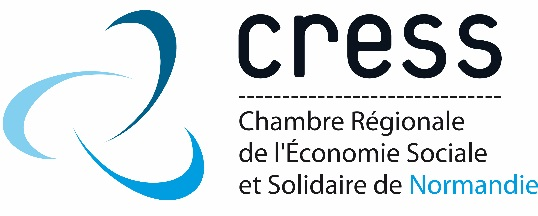 cress
Chambre Régionale
de l'Économie Sociale
et Solidaire de Normandie